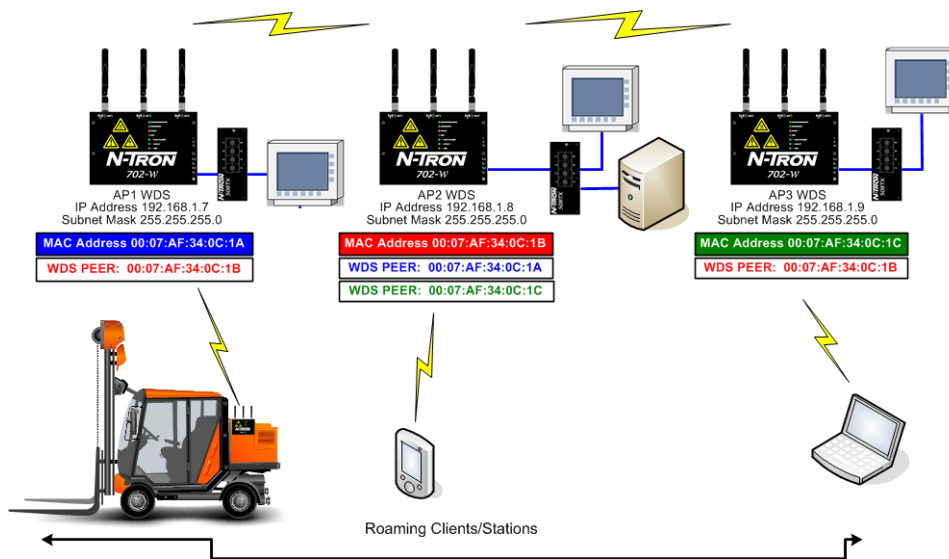 N-TRON
702-W
508TX
AP1 WDS
IP Address 192.168.1.7
Subnet Mask 255.255.255.0
MAC Address 00:07:AF:34:0C:1A
WDS PEER: 00:07:AF:34:0C:1B
N-TRON
702-W
508TX
AP2 WDS
IP Address 192.168.1.8
Subnet Mask 255.255.255.0
MAC Address 00:07:AF:34:0C:1B
WDS PEER: 00:07:AF:34:0C:1A
WDS PEER: 00:07:AF:34:0C:1C
N-TRON
702-W
508TX
AP3 WDS
IP Address 192.168.1.9
Subnet Mask 255.255.255.0
MAC Address 00:07:AF:34:0C:1C
WDS PEER: 00:07:AF:34:0C:1B
N-TRON
Roaming Clients/Stations